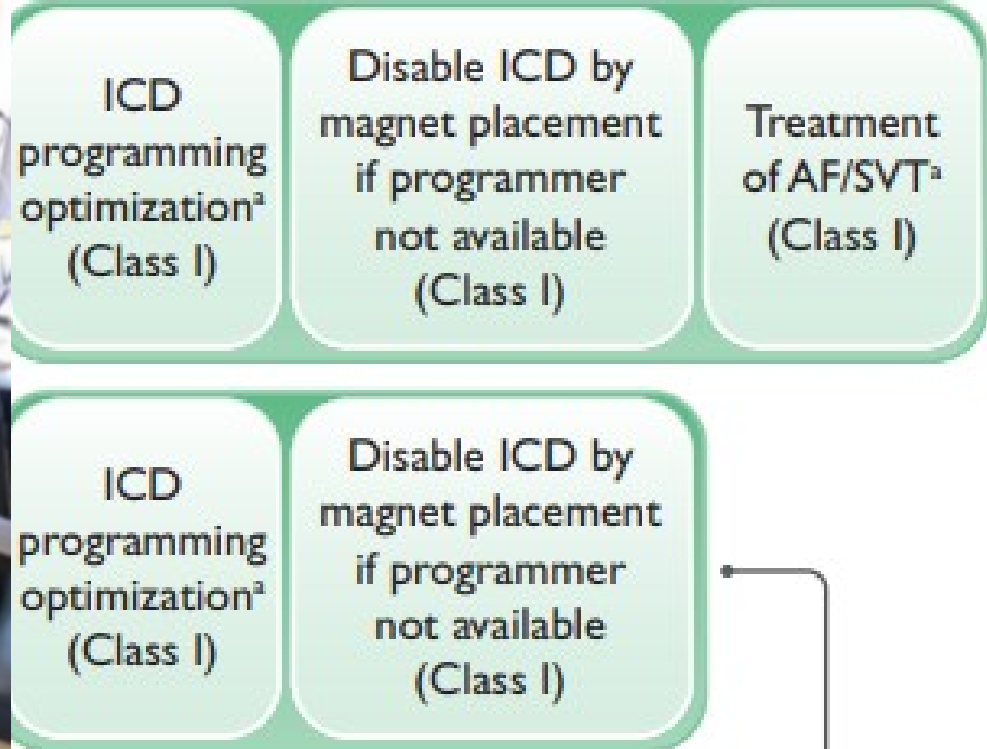 ICD
programming
optimizationª
(Class I)
Disable ICD by
magnet placement
if programmer
not available
(Class I)
Treatment
of AF/SVTª
(Class I)
ICD
programming
optimizationª
(Class I)
Disable ICD by
magnet placement
if programmer
not available
(Class I)